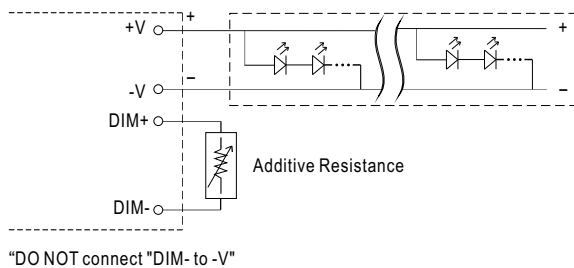 +
+V
+
−
-V
−
DIM+
Additive Resistance
DIM-
“DO NOT connect "DIM- to -V"